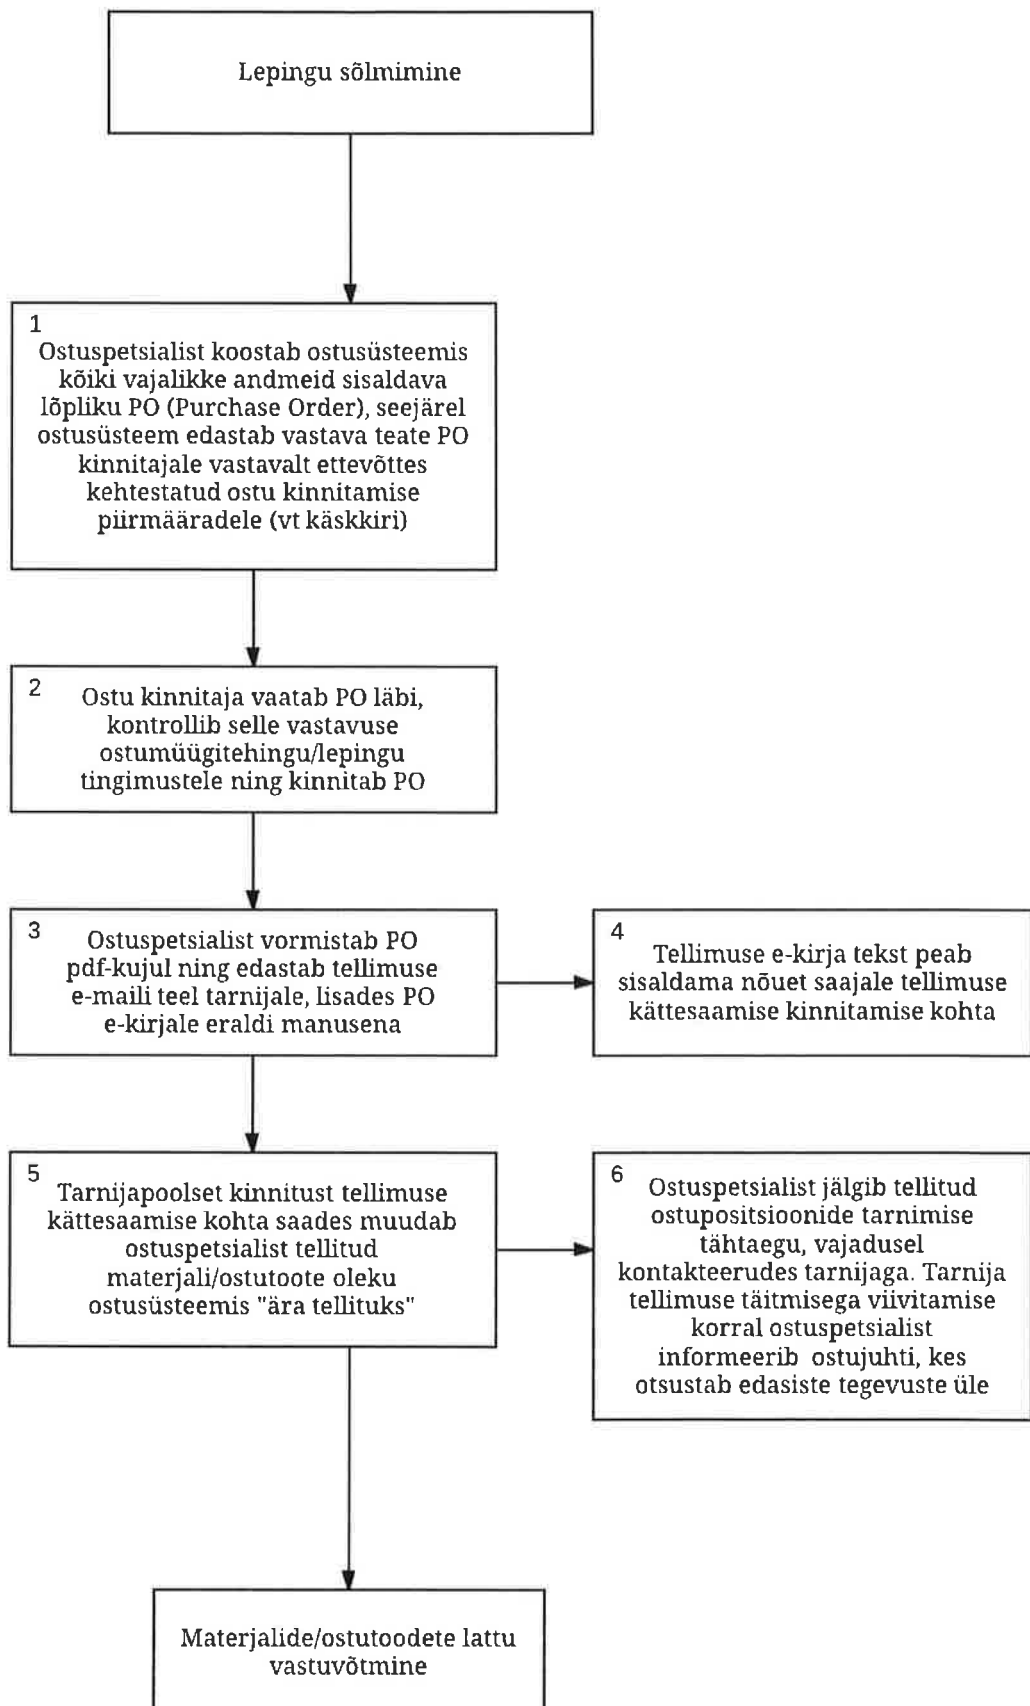 Lepingu sõlmimine
1
Ostuspetsialist koostab ostusüsteemis
kõiki vajalikke andmeid sisaldava
lõpliku PO (Purchase Order), seejärel
ostusüsteem edastab vastava teate PO
kinnitajale vastavalt ettevõttes
kehtestatud ostu kinnitamise
piirmääradele (vt käskkiri)
2
Ostu kinnitaja vaatab PO läbi,
kontrollib selle vastavuse
ostumüügitehingu/lepingu
tingimustele ning kinnitab PO
3
Ostuspetsialist vormistab PO
pdf-kujul ning edastab tellimuse
e-maili teel tarnijale, lisades PO
e-kirjale eraldi manusena
4
Tellimuse e-kirja tekst peab
sisaldama nõuet saajale tellimuse
kättesaamise kinnitamise kohta
5
Tarnijapoolset kinnitust tellimuse
kättesaamise kohta saades muudab
ostuspetsialist tellitud
materjali/ostutoote oleku
ostusüsteemis "ära tellituks"
6
Ostuspetsialist jälgib tellitud
ostupositsioonide tarnimise
tähtaegu, vajadusel
kontakteerudes tarnijaga. Tarnija
tellimuse täitmisega viivitamise
korral ostuspetsialist
informeerib ostujuhti, kes
otsustab edasiste tegevuste üle
Materjalide/ostutoodete lattu
vastuvõtmine